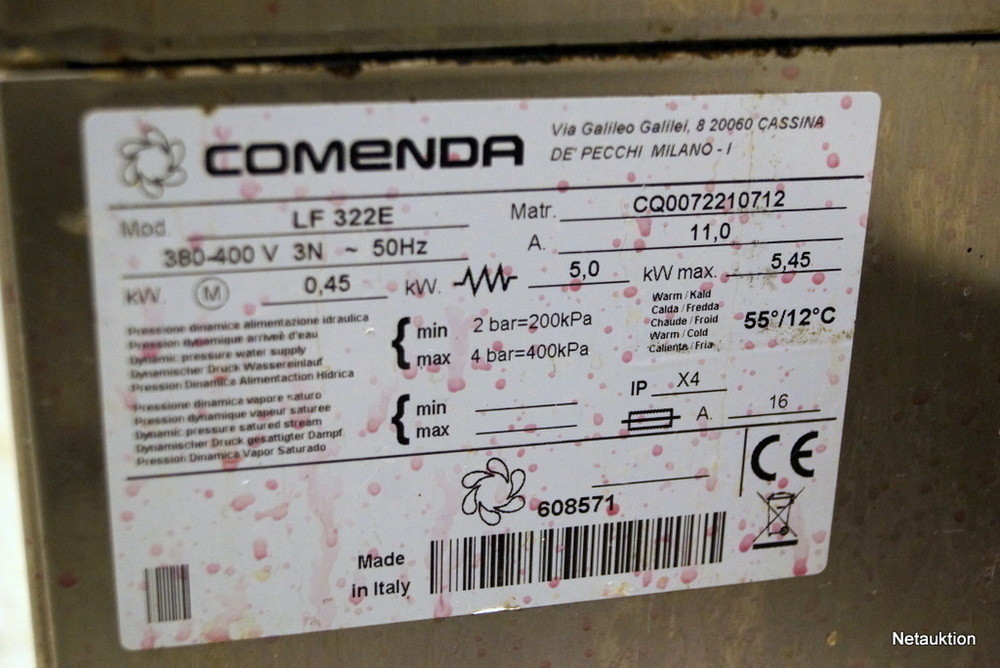 COMENDA
Via Galileo Galilei, 8 20060 CASSINA
DE' PECCHI MILANO - I
Mod. LF 322E
Matr. CQ0072210712
380-400 V 3N ~ 50Hz
A. 11,0
kW. M 0,45
kW. 5,0
kW max. 5,45
Pressione dinamica alimentazione idraulica
Pression dynamique arriveè d'eau
Dynamic pressure water supply
Dynamischer Druck Wassereinlauf
Pression Dinamica Alimentaction Hidrica
min 2 bar=200kPa
max 4 bar=400kPa
Warm / Kald
Calda / Fredda
Chaude / Froid
Warm / Cold
Caliente / Fria
55°/12°C
Pressione dinamica vapore saturo
Pression dynamique vapeur saturee
Dynamic pressure satured stream
Dynamischer Druck gesattigter Dampf
Pression Dinamica Vapor Saturado
min
max
IP X4
A. 16
CE
608571
Made
in Italy
Netauktion